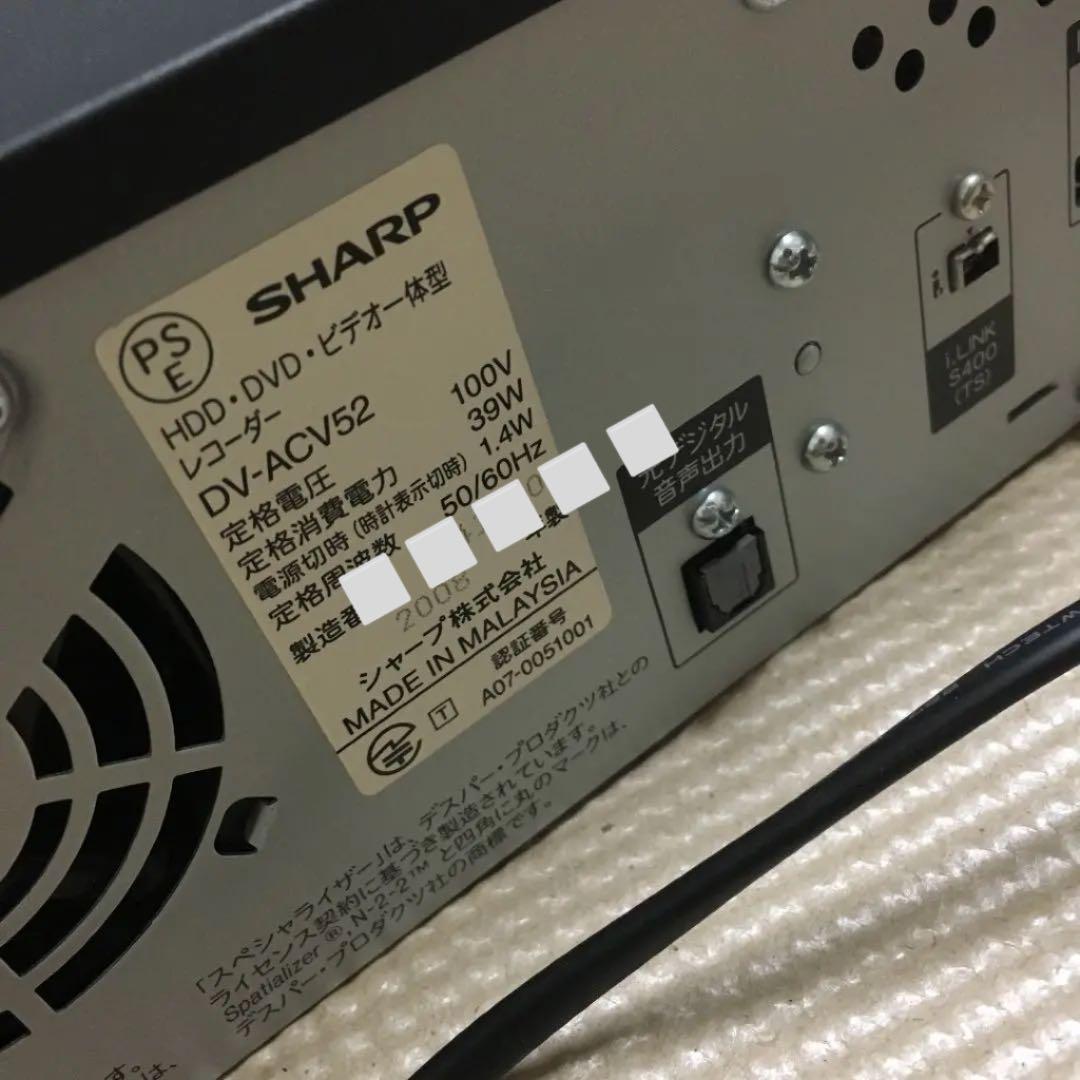 SHARP
PSE
HDD・DVD・ビデオ一体型
レコーダー
DV-ACV52
定格電圧 100V
定格消費電力 39W
電源切時(時計表示切時) 1.4W
定格周波数 50/60Hz
製造番
2008 年製
シャープ株式会社
MADE IN MALAYSIA
認証番号
T A07-0051001
「スペシャライザー」は、デスパー・プロダクツ社との
ライセンス契約に基づき製造されています。
Spatializer®,N-2-2™と四角に丸のマークは、
デスパー・プロダクツ社の商標です。
光デジタル
音声出力
i.LINK
S400
(TS)
す。
は、